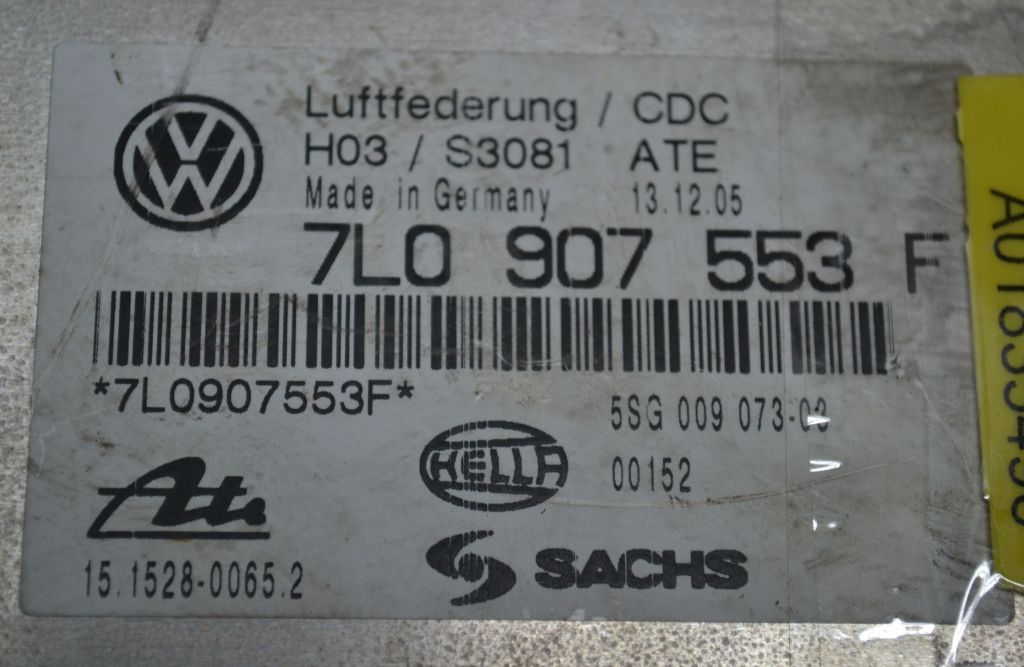 Luftfederung / CDC
H03 / S3081 ATE
Made in Germany 13.12.05
7L0 907 553 F
*7L0907553F*
5SG 009 073-
HELLA
00152
Ate
15.1528-0065.2
SACHS